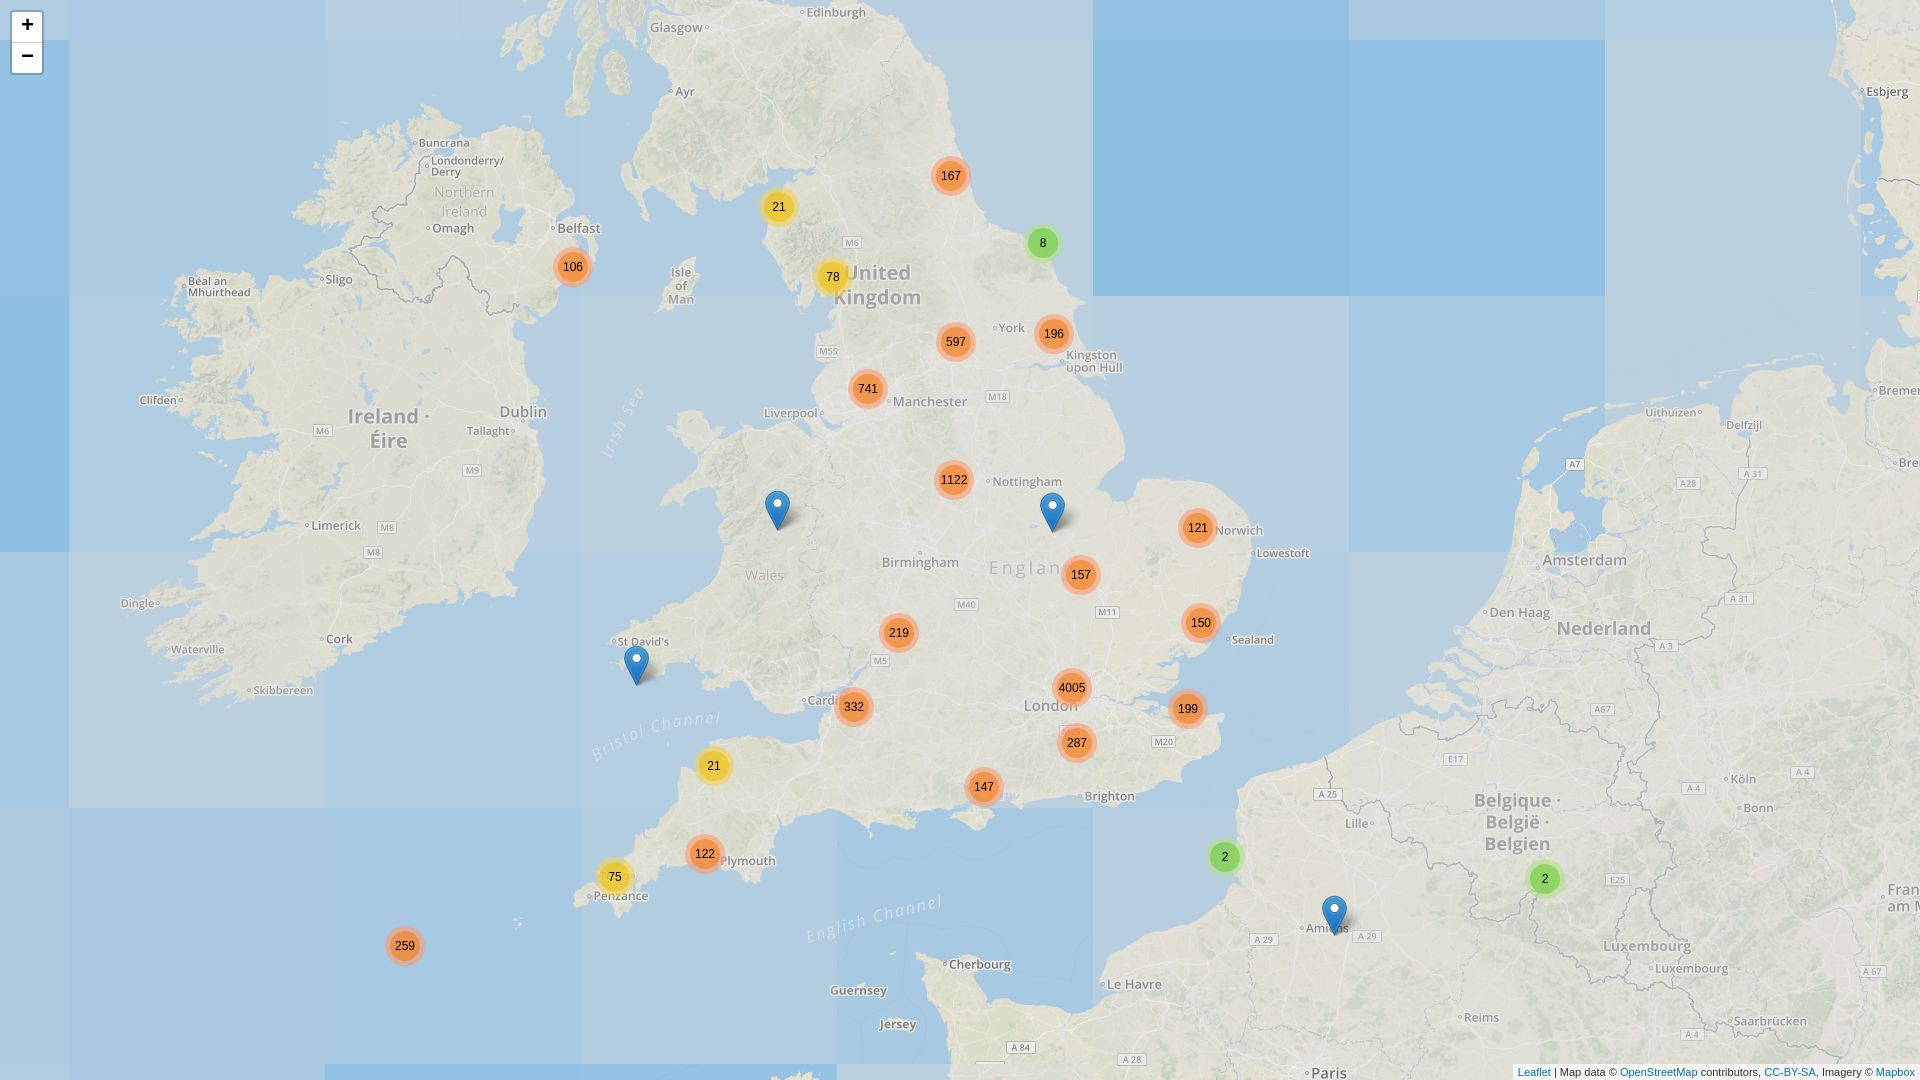 +
−
Edinburgh
Glasgow
Ayr
Esbjerg
Buncrana
Londonderry/
Derry
Northern
Ireland
Omagh
Belfast
167
21
M6
8
106
Isle
of
Man
78
United
Kingdom
Sligo
Béal an
Mhuirthead
York
196
597
M55
Kingston
upon Hull
741
Manchester
M18
Liverpool
Clifden
Ireland ·
Éire
Dublin
Tallaght
M6
M9
Irish Sea
Uithuizen
Delfzijl
Bremer
Bre
A7
A 31
A28
1122
Nottingham
Limerick
M8
M8
121
Norwich
Lowestoft
Birmingham
Englan
157
Wales
Amsterdam
Dingle
M40
M11
Den Haag
A 31
Nederland
Cork
Waterville
Skibbereen
St David's
219
150
Sealand
M5
A 3
4005
London
199
Cardif
332
A67
287
M20
Bristol Channel
E17
21
147
Brighton
A 25
Lille
Köln
A 4
A 4
Bonn
Belgique ·
België ·
Belgien
122
Plymouth
2
75
Penzance
2
E25
Fran
am M
English Channel
259
Amiens
A 29
A 29
Luxembourg
Luxembourg
A 67
Cherbourg
Le Havre
Guernsey
Jersey
Reims
Saarbrücken
A 84
A 28
A 4
Paris
Leaflet | Map data © OpenStreetMap contributors, CC-BY-SA, Imagery © Mapbox